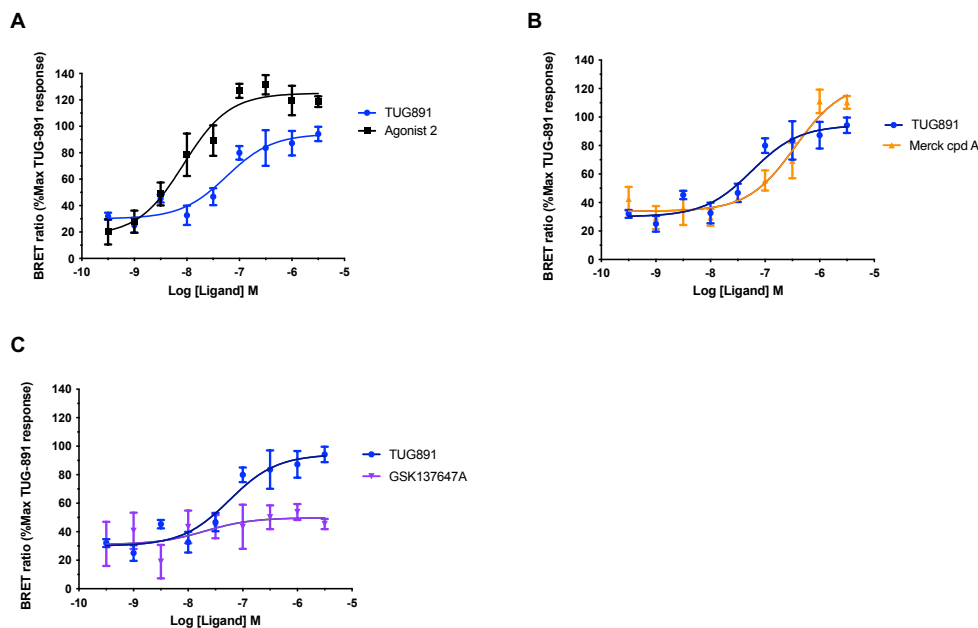 A
BRET ratio (%Max TUG-891 response)
140
120
100
80
60
40
20
0
-10
-9
-8
-7
-6
-5
Log [Ligand] M
TUG891
Agonist 2
B
BRET ratio (%Max TUG-891 response)
140
120
100
80
60
40
20
0
-10
-9
-8
-7
-6
-5
Log [Ligand] M
TUG891
Merck cpd A
C
BRET ratio (%Max TUG-891 response)
140
120
100
80
60
40
20
0
-10
-9
-8
-7
-6
-5
Log [Ligand] M
TUG891
GSK137647A